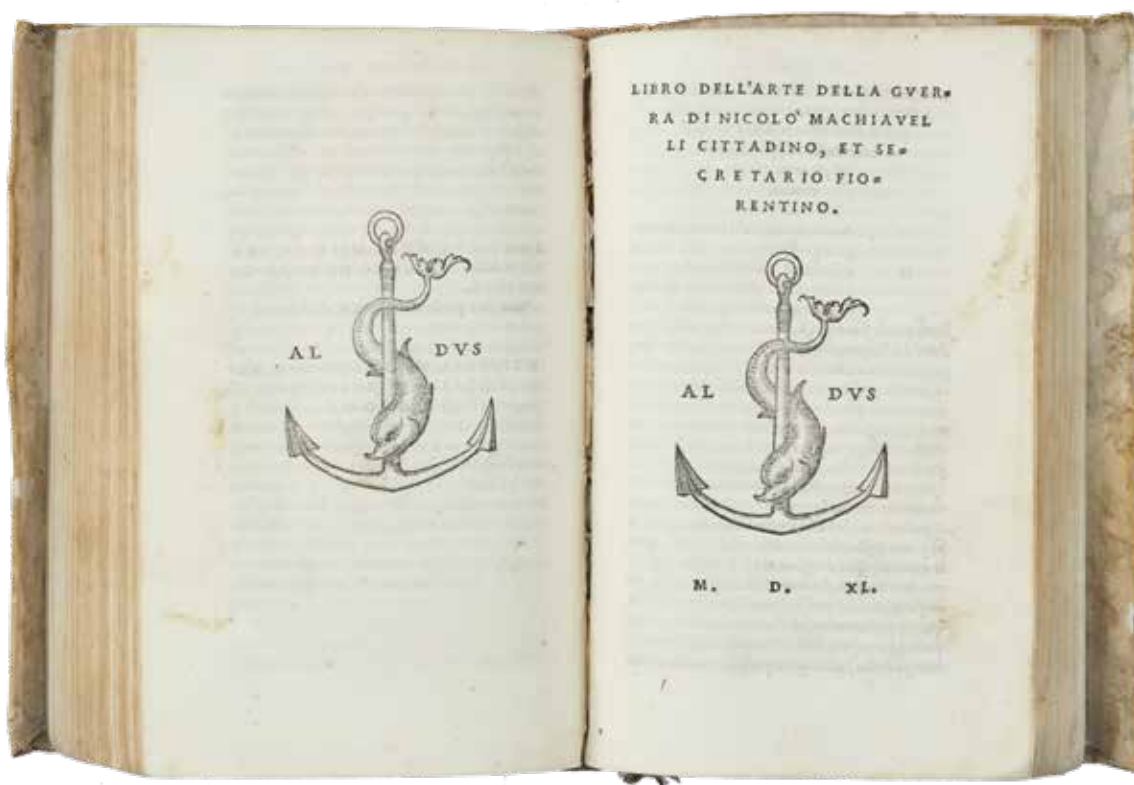 AL DVS
LIBRO DELL'ARTE DELLA GVER=
RA DI NICOLO' MACHIAVEL
LI CITTADINO, ET SE=
CRETARIO FIO=
RENTINO.
AL DVS
M. D. XL.